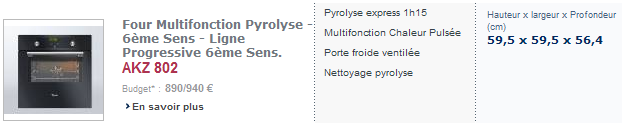 Four Multifonction Pyrolyse -
6ème Sens - Ligne
Progressive 6ème Sens.
AKZ 802
Budget* : 890/940 €
En savoir plus
Pyrolyse express 1h15
Multifonction Chaleur Pulsée
Porte froide ventilée
Nettoyage pyrolyse
Hauteur x largeur x Profondeur
(cm)
59,5 x 59,5 x 56,4